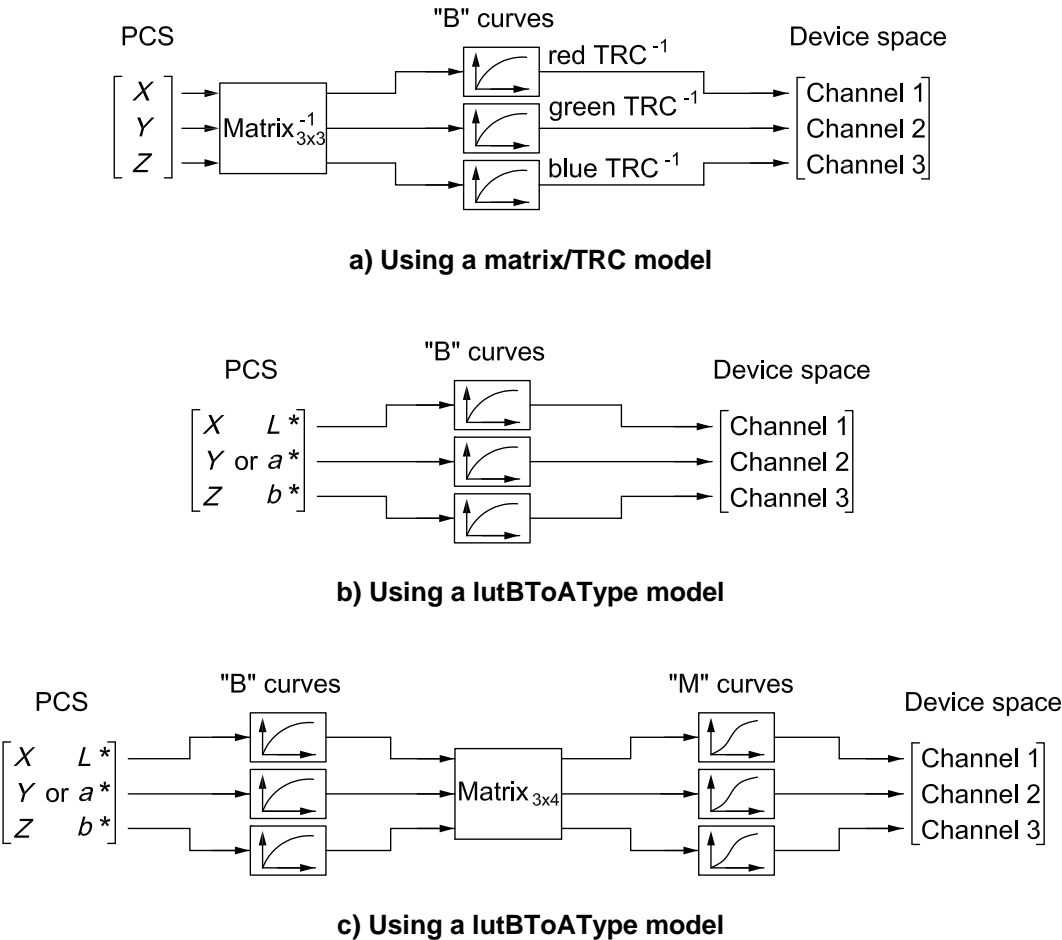 "B" curves
PCS
Device space
red TRC -1
X
Channel 1
green TRC -1
Y
Matrix -1 3x3
Channel 2
blue TRC -1
Z
Channel 3
a) Using a matrix/TRC model
"B" curves
PCS
Device space
X L*
Channel 1
Y or a*
Channel 2
Z b*
Channel 3
b) Using a lutBToAType model
"B" curves
"M" curves
PCS
Device space
X L*
Channel 1
Y or a*
Matrix 3x4
Channel 2
Z b*
Channel 3
c) Using a lutBToAType model